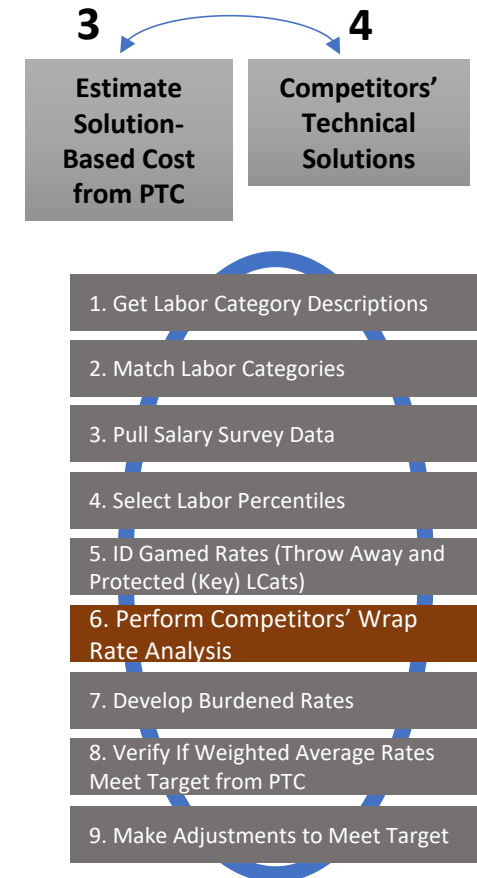 3
4
Estimate
Solution-
Based Cost
from PTC
Competitors’
Technical
Solutions
1. Get Labor Category Descriptions
2. Match Labor Categories
3. Pull Salary Survey Data
4. Select Labor Percentiles
5. ID Gamed Rates (Throw Away and
Protected (Key) LCats)
6. Perform Competitors’ Wrap
Rate Analysis
7. Develop Burdened Rates
8. Verify If Weighted Average Rates
Meet Target from PTC
9. Make Adjustments to Meet Target